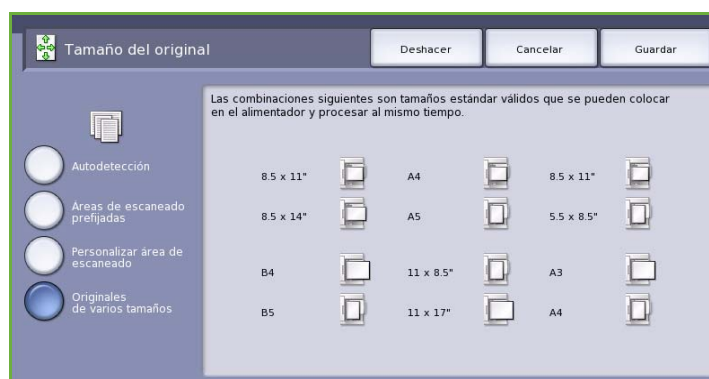 Tamaño del original
Deshacer
Cancelar
Guardar
Las combinaciones siguientes son tamaños estándar válidos que se pueden colocar
en el alimentador y procesar al mismo tiempo.
Autodetección
Áreas de escaneado
prefijadas
Personalizar área de
escaneado
Originales
de varios tamaños
8.5 x 11" A4 8.5 x 11"
8.5 x 14" A5 5.5 x 8.5"
B4 11 x 8.5" A3
B5 11 x 17" A4